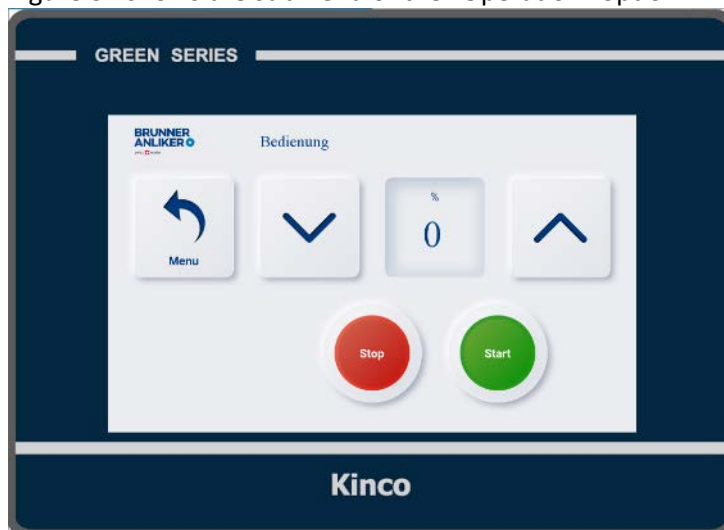 GREEN SERIES
BRUNNER
ANLIKER
Bedienung
%
0
Menu
Stop
Start
Kinco